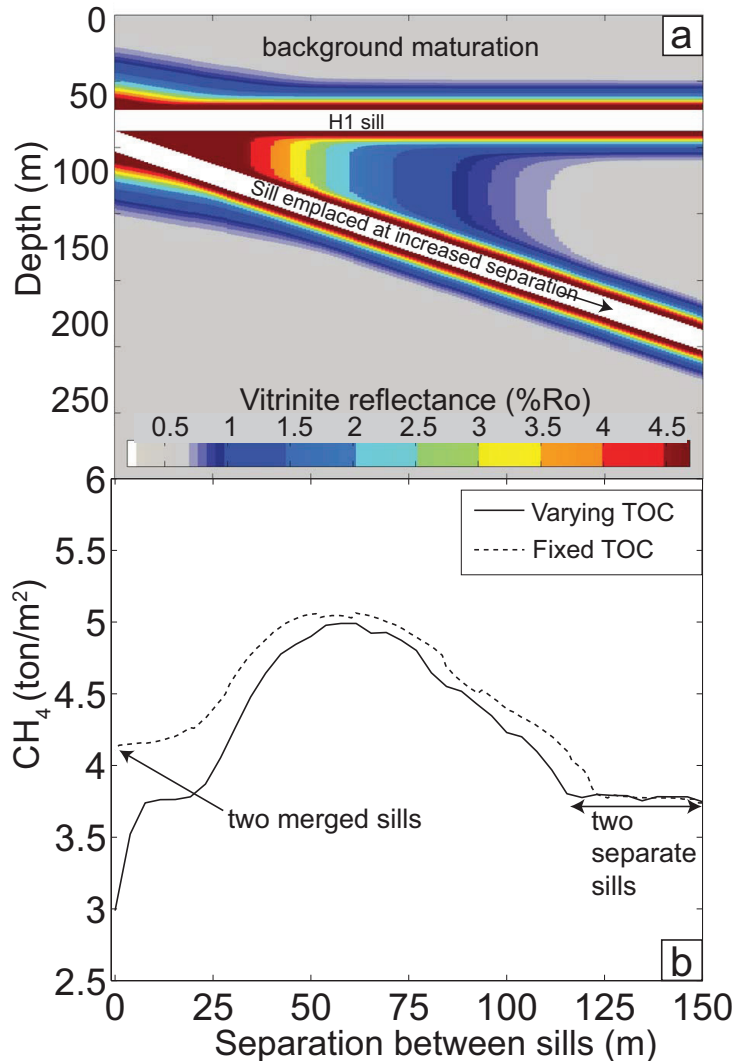 0
background maturation
a
50
H1 sill
100
Sill emplaced at increased separation
150
200
250
Depth (m)
Vitrinite reflectance (%Ro)
0.5 1 1.5 2 2.5 3 3.5 4 4.5
6
Varying TOC
Fixed TOC
5.5
5
4.5
4
two merged sills
two
separate
sills
3.5
3
2.5
CH₄ (ton/m²)
b
0 25 50 75 100 125 150
Separation between sills (m)